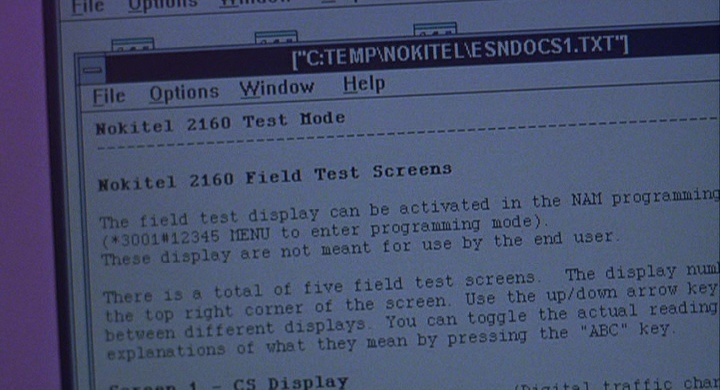 File Options Window
["C:TEMP\NOKITEL\ESNDOCS1.TXT"]
File Options Window Help
Nokitel 2160 Test Mode
Nokitel 2160 Field Test Screens
The field test display can be activated in the NAM programming
(*3001#12345 MENU to enter programming mode).
These display are not meant for use by the end user.
There is a total of five field test screens. The display num
the top right corner of the screen. Use the up/down arrow key
between different displays. You can toggle the actual reading
explanations of what they mean by pressing the "ABC" key.
Screen 1 - CS Display (Digital traffic chan